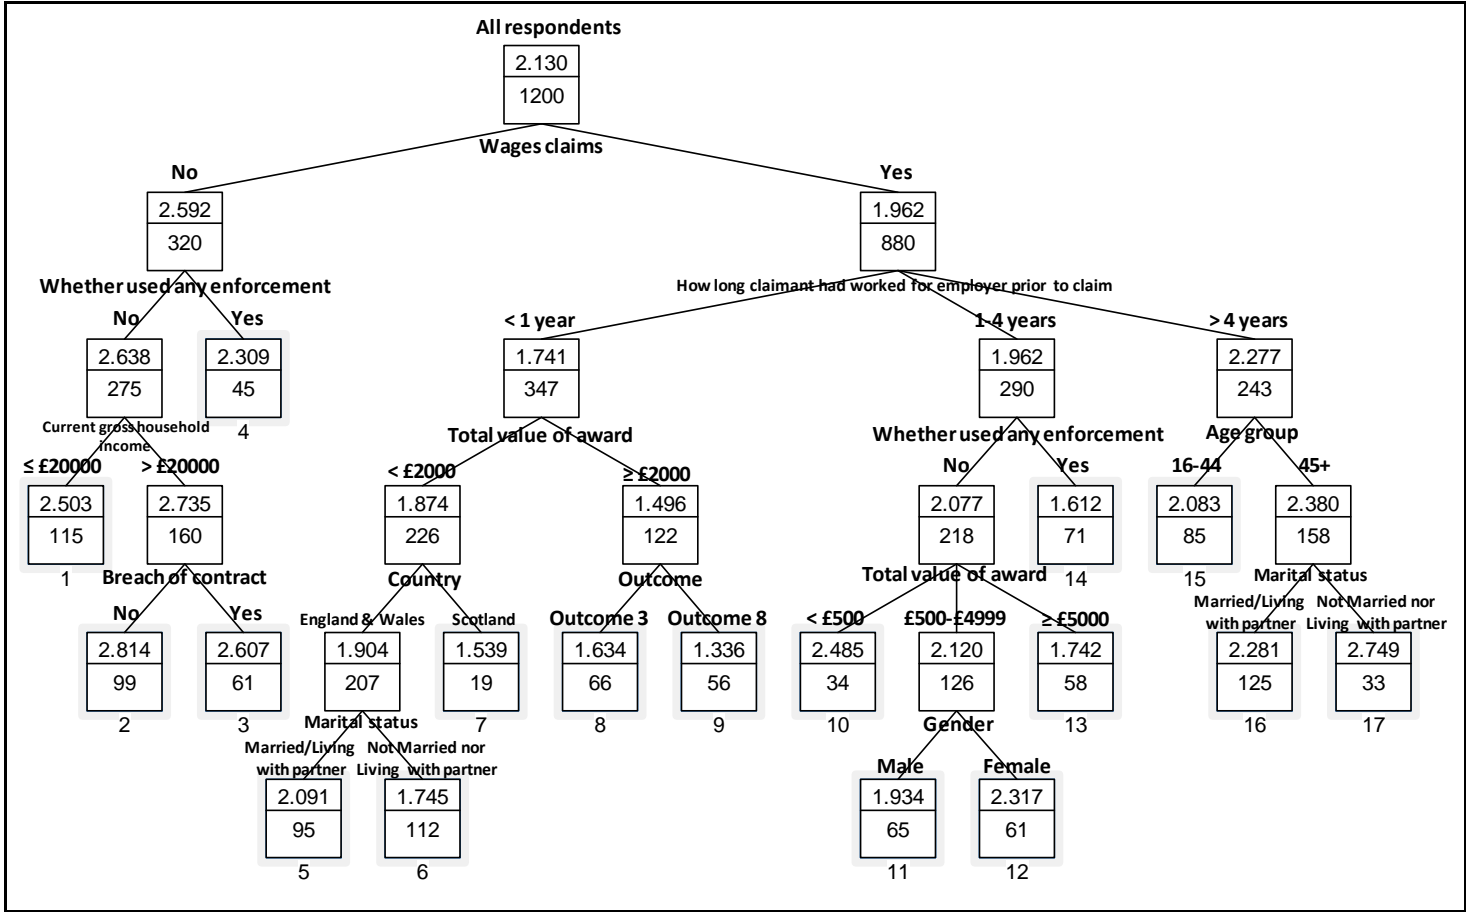 All respondents
2.130
1200
Wages claims
No
Yes
2.592
1.962
320
880
Whether used any enforcement
How long claimant had worked for employer prior to claim
No
Yes
< 1 year
1-4 years
> 4 years
2.638
2.309
1.741
1.962
2.277
275
45
347
290
243
Current gross household
income
4
Total value of award
Whether used any enforcement
Age group
≤ £20000
> £20000
< £2000
≥ £2000
No
Yes
16-44
45+
2.503
2.735
1.874
1.496
2.077
1.612
2.083
2.380
115
160
226
122
218
71
85
158
1
Breach of contract
Country
Outcome
Total value of award
14
15
Marital status
No
Yes
England & Wales
Scotland
Outcome 3
Outcome 8
< £500
£500-£4999
≥ £5000
Married/Living
with partner
Not Married nor
Living with partner
2.814
2.607
1.904
1.539
1.634
1.336
2.485
2.120
1.742
2.281
2.749
99
61
207
19
66
56
34
126
58
125
33
2
3
Marital status
7
8
9
10
Gender
13
16
17
Married/Living
with partner
Not Married nor
Living with partner
Male
Female
2.091
1.745
1.934
2.317
95
112
65
61
5
6
11
12